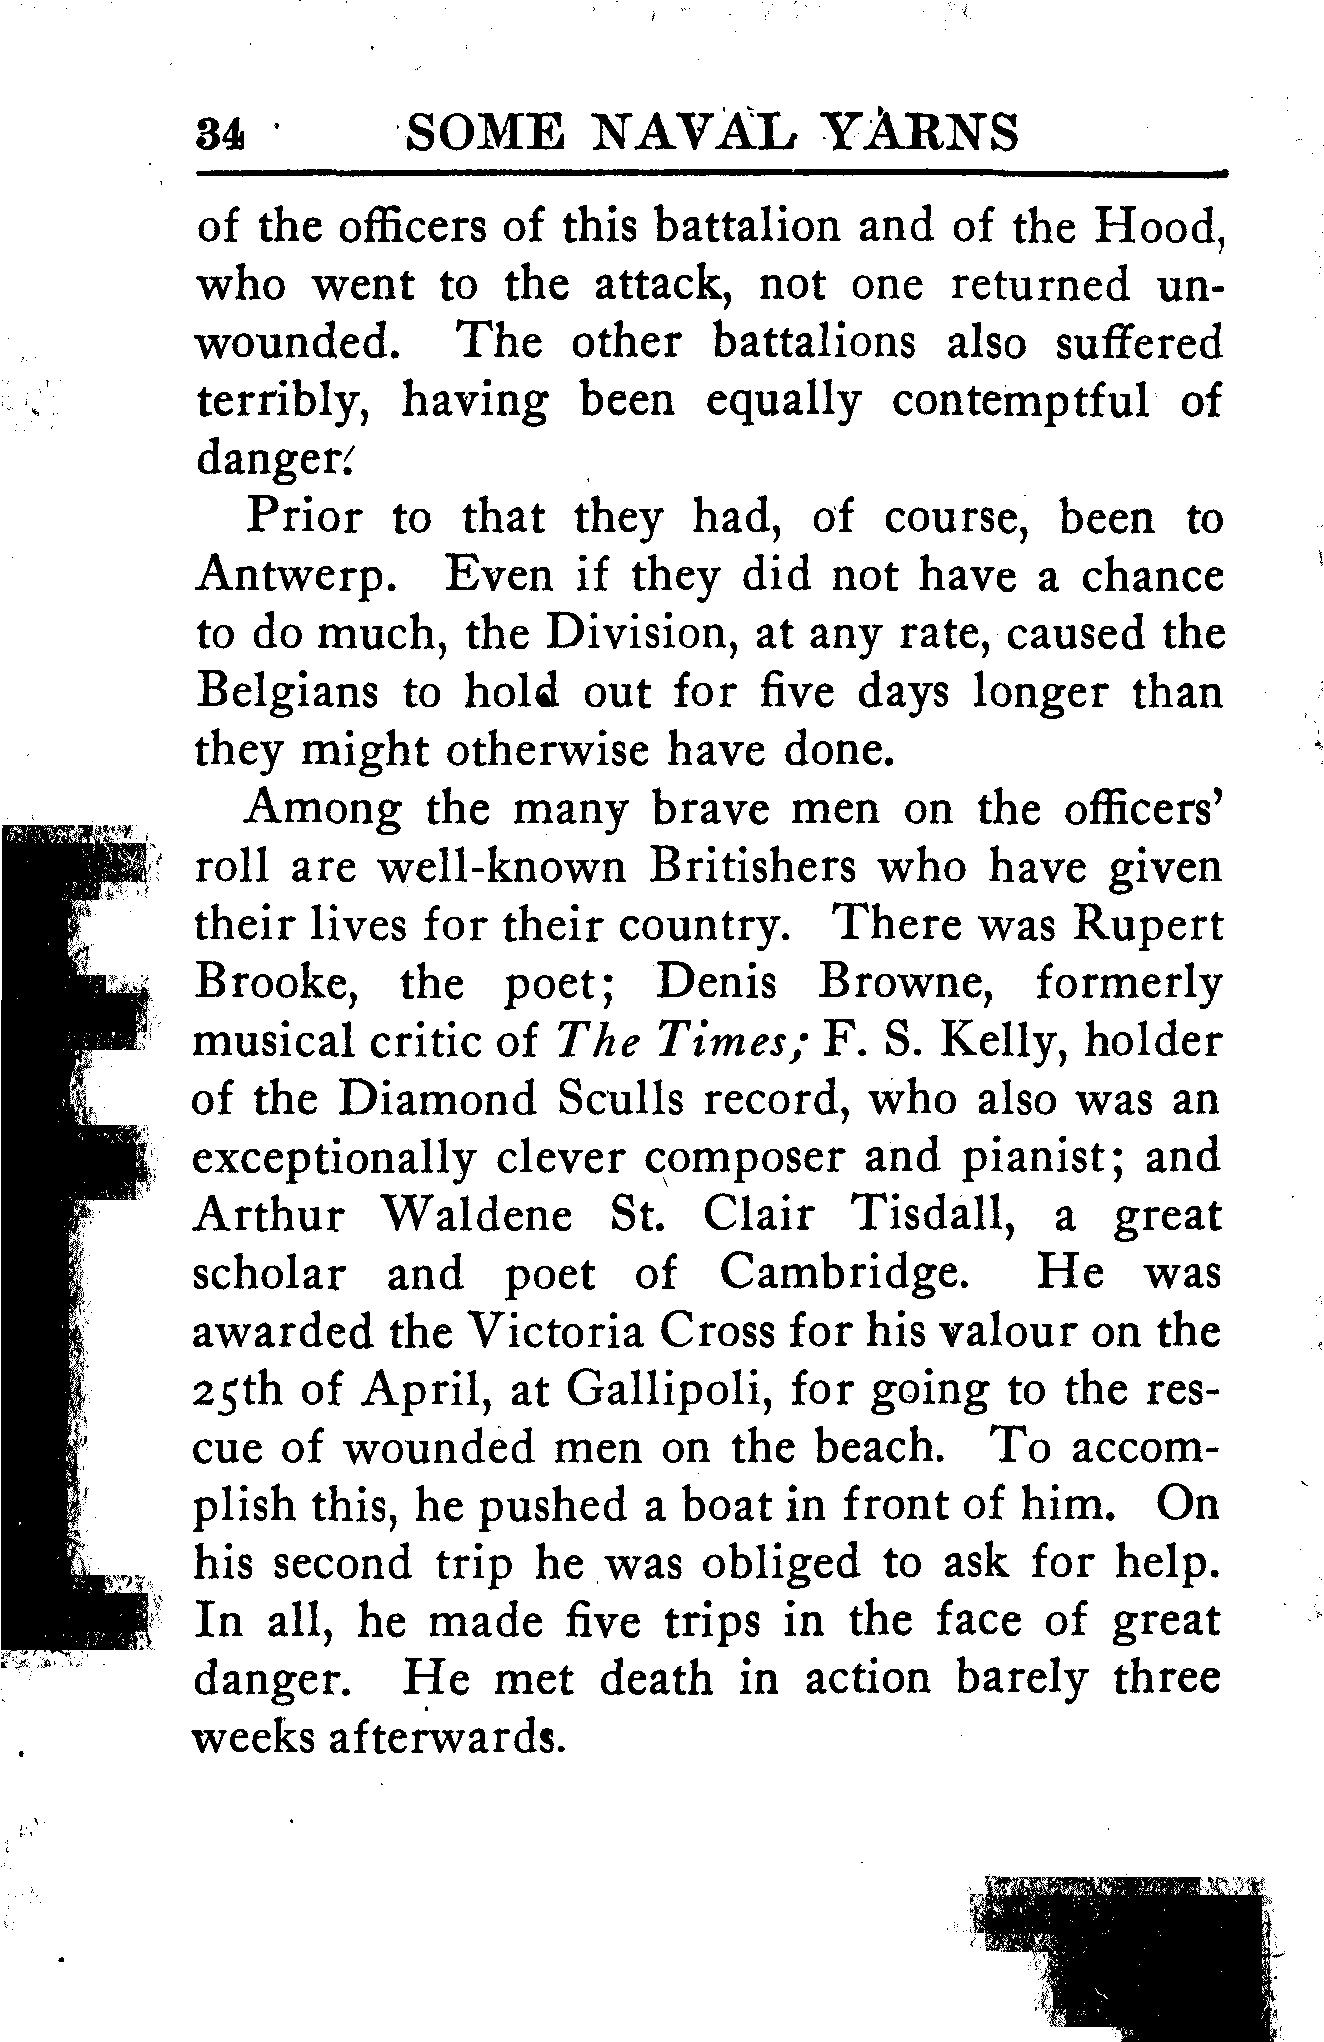 34 SOME NAVAL YARNS
of the officers of this battalion and of the Hood,
who went to the attack, not one returned un-
wounded. The other battalions also suffered
terribly, having been equally contemptful of
danger.
Prior to that they had, of course, been to
Antwerp. Even if they did not have a chance
to do much, the Division, at any rate, caused the
Belgians to hold out for five days longer than
they might otherwise have done.
Among the many brave men on the officers'
roll are well-known Britishers who have given
their lives for their country. There was Rupert
Brooke, the poet; Denis Browne, formerly
musical critic of The Times; F. S. Kelly, holder
of the Diamond Sculls record, who also was an
exceptionally clever composer and pianist; and
Arthur Waldene St. Clair Tisdall, a great
scholar and poet of Cambridge. He was
awarded the Victoria Cross for his valour on the
25th of April, at Gallipoli, for going to the res-
cue of wounded men on the beach. To accom-
plish this, he pushed a boat in front of him. On
his second trip he was obliged to ask for help.
In all, he made five trips in the face of great
danger. He met death in action barely three
weeks afterwards.